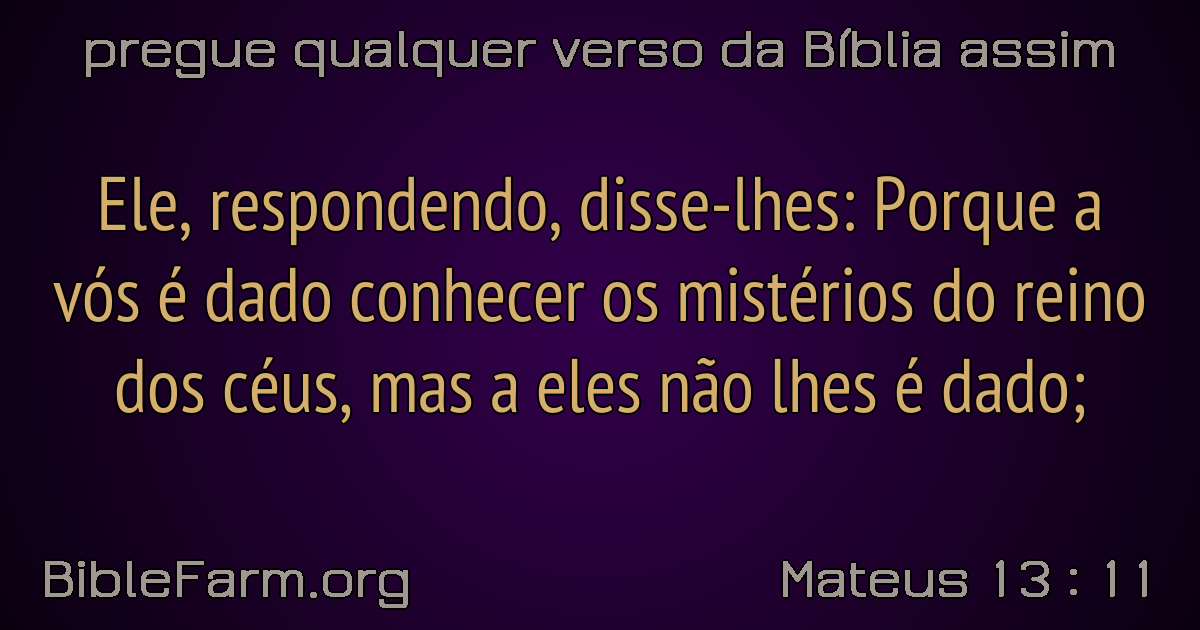 pregue qualquer verso da Bíblia assim
Ele, respondendo, disse-lhes: Porque a
vós é dado conhecer os mistérios do reino
dos céus, mas a eles não lhes é dado;
BibleFarm.org
Mateus 13 : 11